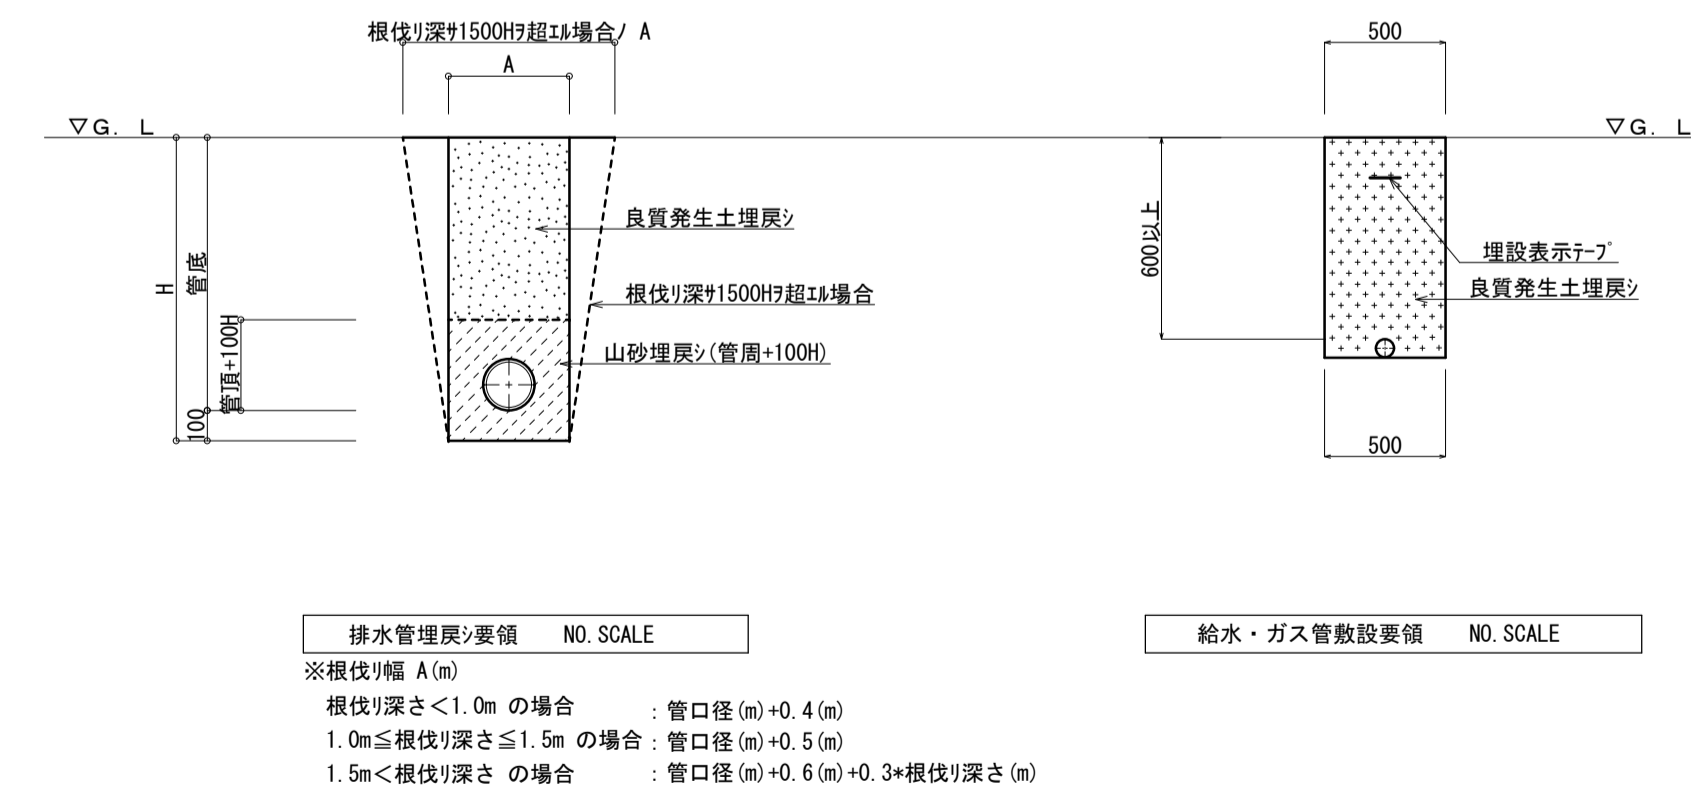 根伐ﾘ深ｻ1500Hｦ超ｴﾙ場合ﾉ A
A
500
▽G. L
▽G. L
H
管底
管頂+100H
100
良質発生土埋戻ｼ
根伐ﾘ深ｻ1500Hｦ超ｴﾙ場合
山砂埋戻ｼ(管周+100H)
600以上
埋設表示ﾃｰﾌﾟ
良質発生土埋戻ｼ
500
排水管埋戻ｼ要領 NO.SCALE
給水・ガス管敷設要領 NO.SCALE
※根伐ﾘ幅 A(m)
根伐ﾘ深さ＜1.0m の場合 : 管口径(m)+0.4(m)
1.0m≦根伐ﾘ深さ≦1.5m の場合 : 管口径(m)+0.5(m)
1.5m＜根伐ﾘ深さ の場合 : 管口径(m)+0.6(m)+0.3*根伐ﾘ深さ(m)